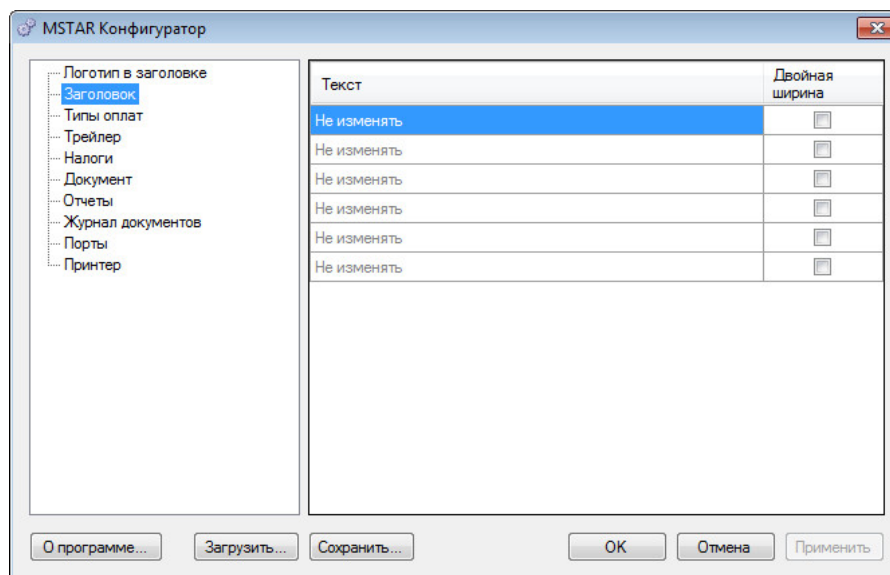 MSTAR Конфигуратор
Логотип в заголовке
Заголовок
Типы оплат
Трейлер
Налоги
Документ
Отчеты
Журнал документов
Порты
Принтер
Текст
Двойная
ширина
Не изменять
Не изменять
Не изменять
Не изменять
Не изменять
Не изменять
О программе...
Загрузить...
Сохранить...
OK
Отмена
Применить